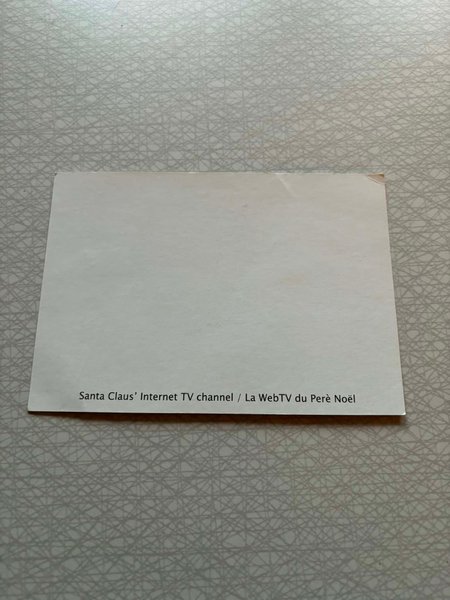 Santa Claus' Internet TV channel / La WebTV du Perè Noël